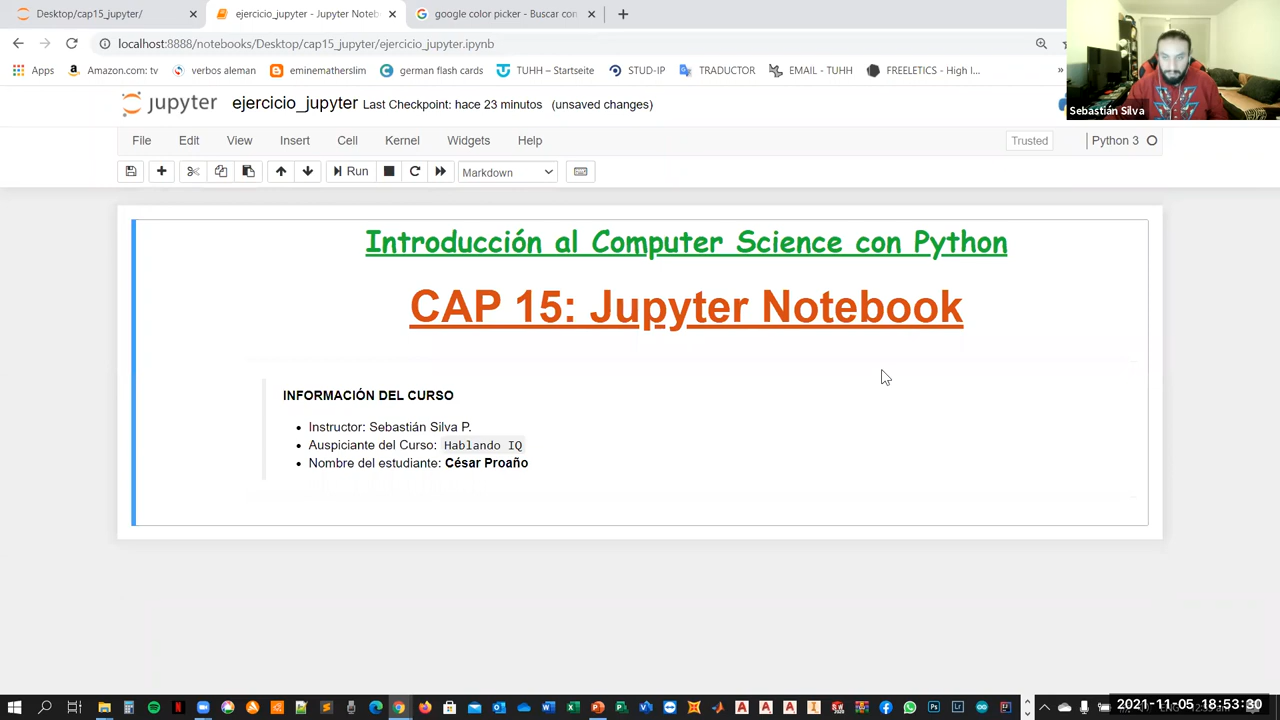 Desktop/cap15_jupyter/
ejercicio_jupyter - Jupyter Noteb
google color picker - Buscar con
localhost:8888/notebooks/Desktop/cap15_jupyter/ejercicio_jupyter.ipynb
Apps
Amazon.com: tv
verbos aleman
eminematherslim
german flash cards
TUHH – Startseite
STUD-IP
TRADUCTOR
EMAIL - TUHH
FREELETICS - High I...
»
Sebastián Silva
jupyter ejercicio_jupyter Last Checkpoint: hace 23 minutos (unsaved changes)
File Edit View Insert Cell Kernel Widgets Help
Trusted
Python 3
Run
Markdown
Introducción al Computer Science con Python
CAP 15: Jupyter Notebook
INFORMACIÓN DEL CURSO
• Instructor: Sebastián Silva P.
• Auspiciante del Curso: Hablando IQ
• Nombre del estudiante: César Proaño
2021-11-05 18:53:30